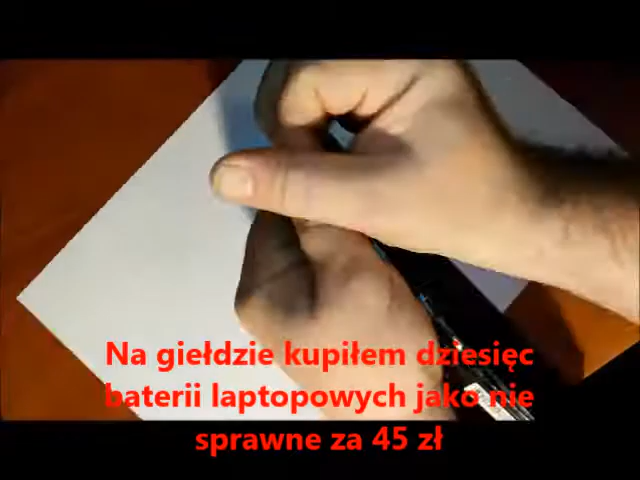 Na giełdzie kupiłem dziesięc
baterii laptopowych jako nie
sprawne za 45 zł